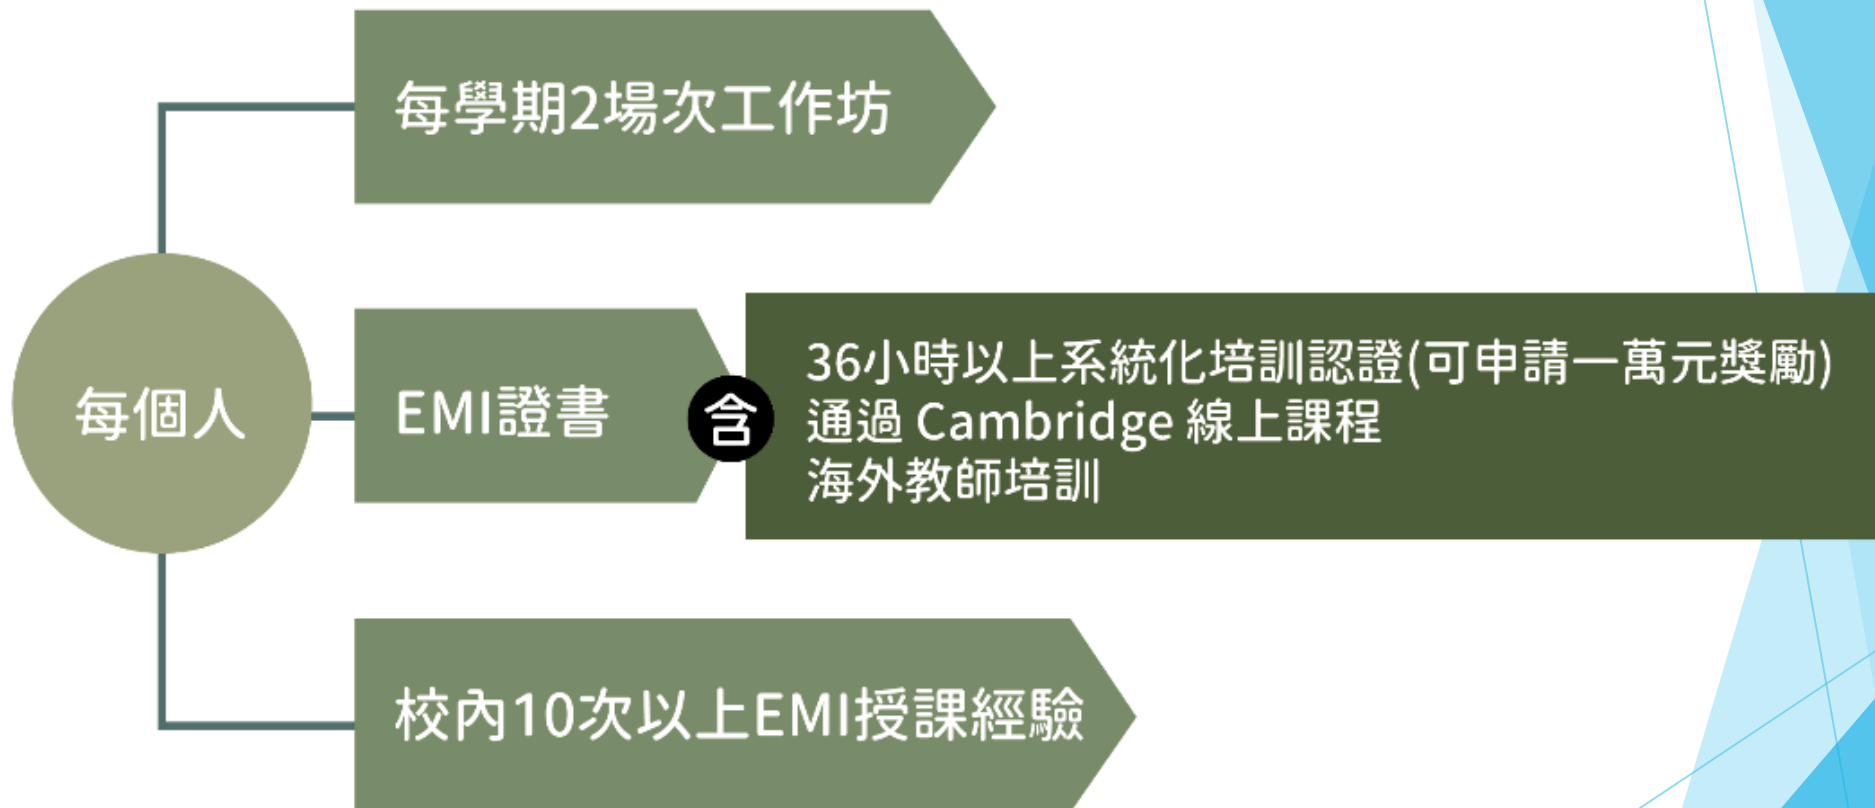 每學期2場次工作坊
每個人
EMI證書
含
36小時以上系統化培訓認證(可申請一萬元獎勵)
通過 Cambridge 線上課程
海外教師培訓
校內10次以上EMI授課經驗